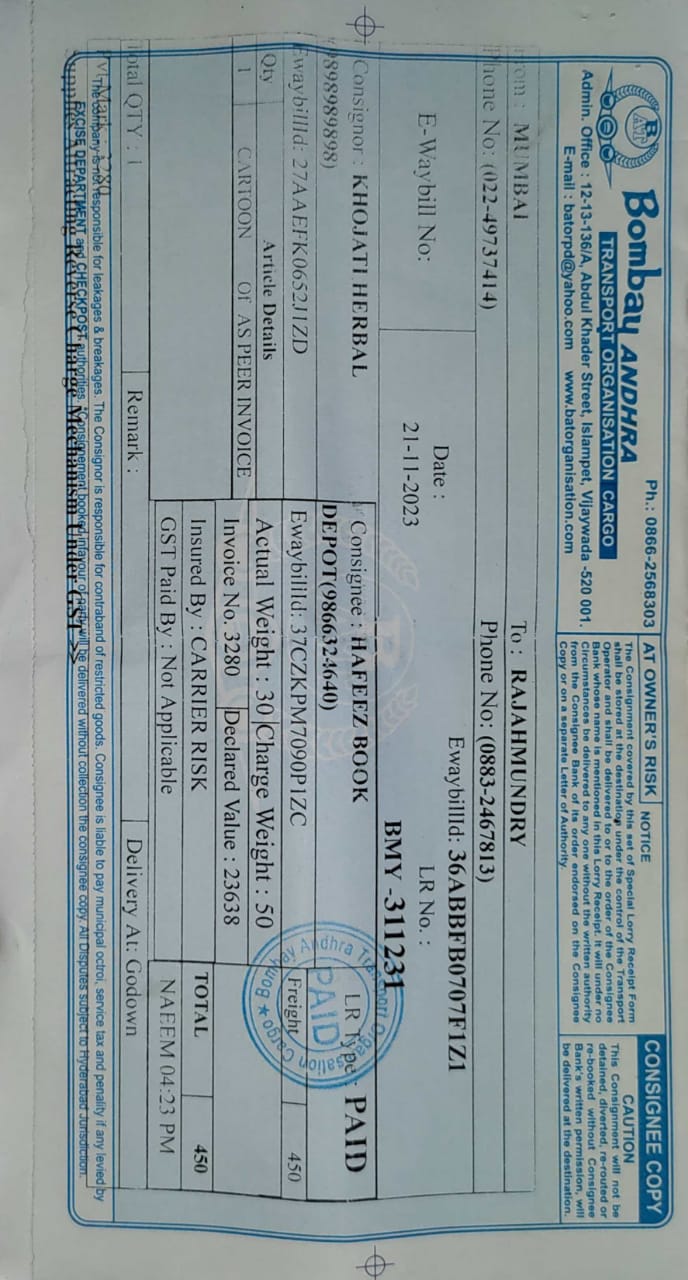 BAT
Bombay ANDHRA
TRANSPORT ORGANISATION CARGO
Ph.: 0866-2568303
Admin. Office : 12-13-136/A, Abdul Khader Street, Islampet, Vijaywada -520 001.
E-mail : batorpd@yahoo.com www.batorganisation.com
AT OWNER'S RISK
NOTICE
The Consignment covered by this set of Special Lorry Receipt Form
shall be stored at the destination under the control of the Transport
Operator and shall be delivered to or to the order of the Consignee
Bank whose name is mentioned in this Lorry Receipt. It will under no
Circumstances be delivered to any one without the written authority
from the Consignee Bank of its order endorsed on the Consignee
Copy or on a separate Letter of Authority.
CONSIGNEE COPY
CAUTION
This Consignment will not be
detained, diverted, re-routed or
re-booked without Consignee
Bank's written permission, will
be delivered at the destination.
From : MUMBAI
To : RAJAHMUNDRY
Phone No: (022-49737414)
Phone No: (0883-2467813)
EwaybillId: 36ABBFB0707F1Z1
E-Waybill No:
Date :
21-11-2023
LR No. :
BMY -311231
Consignor : KHOJATI HERBAL
(9898989898)
Consignee : HAFEEZ BOOK
DEPOT(9866324640)
LR Type : PAID
EwaybillId: 27AAEFK0652J1ZD
EwaybillId: 37CZKPM7090P1ZC
Freight 450
Qty Article Details
Actual Weight : 30 Charge Weight : 50
1 CARTOON Of AS PEER INVOICE
Invoice No. 3280 Declared Value : 23638
Insured By : CARRIER RISK
TOTAL 450
GST Paid By : Not Applicable
NAEEM 04:23 PM
Total QTY : 1
Remark :
Delivery At: Godown
Pvt Mark : 3280
*The company is not responsible for leakages & breakages. The Consignor is responsible for contraband of restricted goods. Consignee is liable to pay municipal octroi, service tax and penality if any levied by
EXCISE DEPARTMENT and CHECKPOST authorities. *Consignement booked infavour of party will be delivered without collection the consignee copy. All Disputes subject to Hyderabad Jurisdiction.
Supplies Attracting Reverse Charge Mechanism Under GST >>
Bombay Andhra Transport Organisation Cargo
PAID